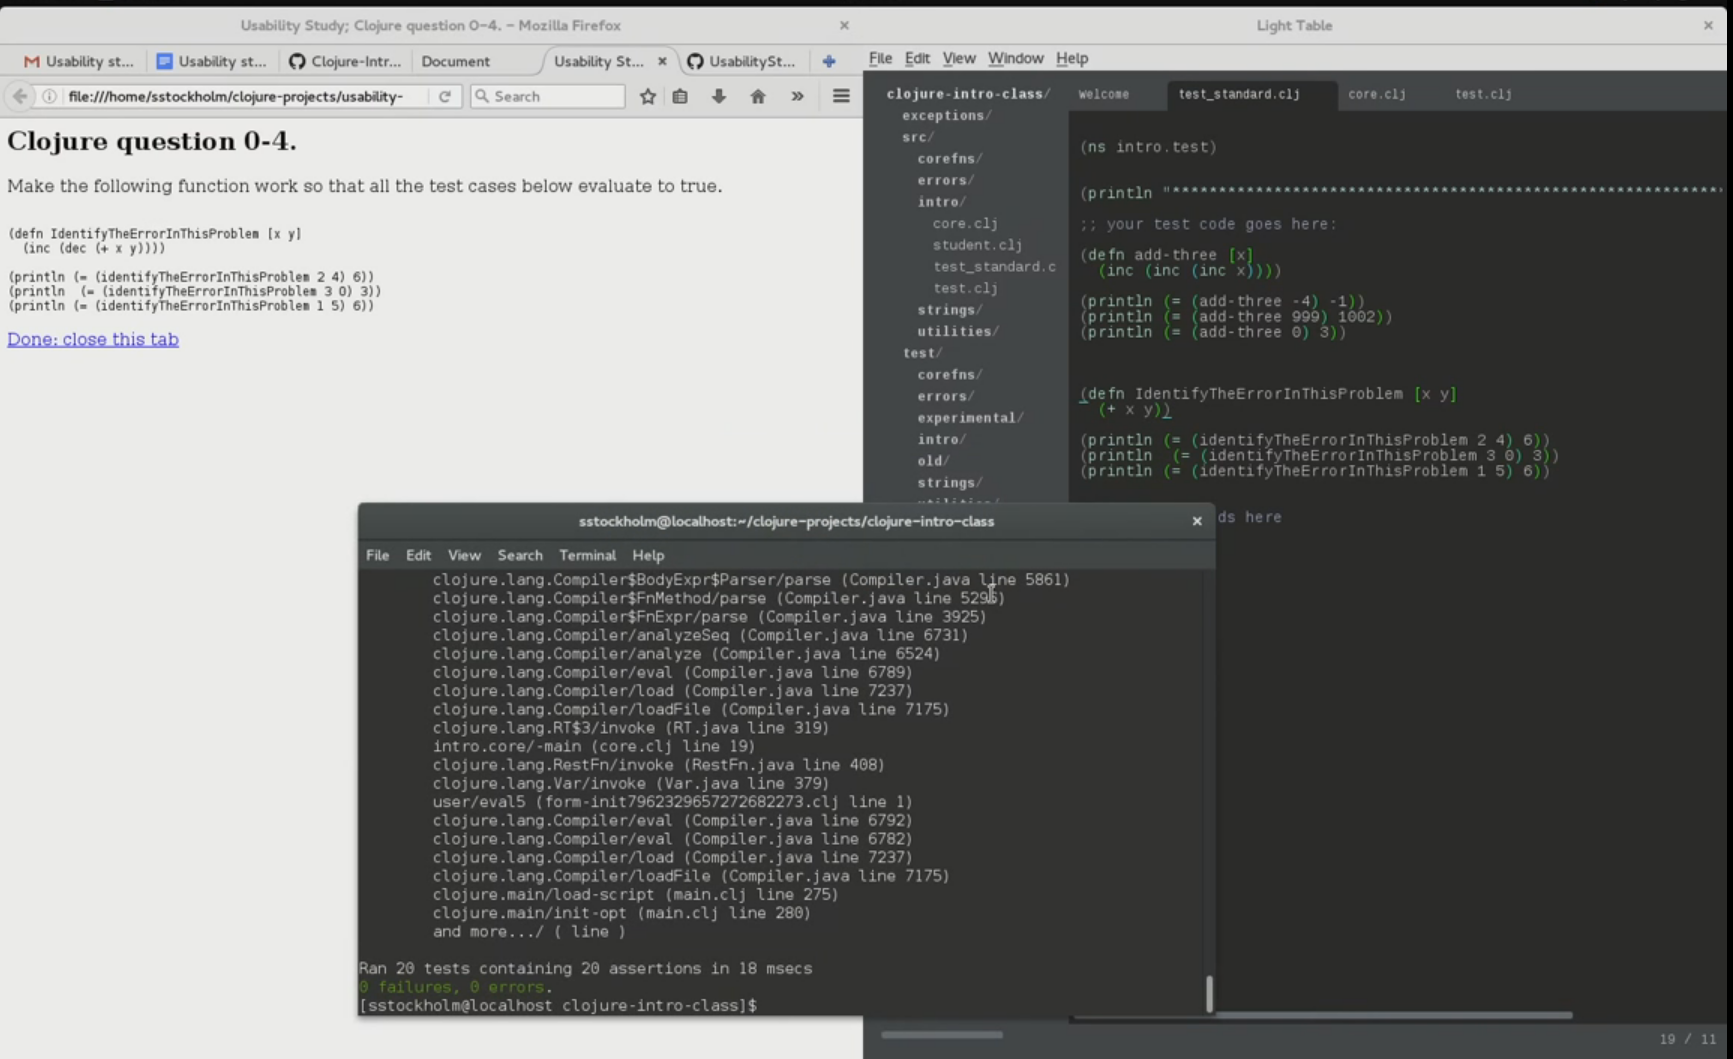 Usability Study; Clojure question 0-4. – Mozilla Firefox
Usability st...
Usability st...
Clojure-Intr...
Document
Usability St...
UsabilitySt...
file:///home/sstockholm/clojure-projects/usability-
Search
Clojure question 0-4.
Make the following function work so that all the test cases below evaluate to true.
(defn IdentifyTheErrorInThisProblem [x y]
(inc (dec (+ x y))))
(println (= (identifyTheErrorInThisProblem 2 4) 6))
(println  (= (identifyTheErrorInThisProblem 3 0) 3))
(println (= (identifyTheErrorInThisProblem 1 5) 6))
Done: close this tab
Light Table
File Edit View Window Help
clojure-intro-class/
exceptions/
src/
corefns/
errors/
intro/
core.clj
student.clj
test_standard.c
test.clj
strings/
utilities/
test/
corefns/
errors/
experimental/
intro/
old/
strings/
Welcome
test_standard.clj
core.clj
test.clj
(ns intro.test)
(println "************************************************************
;; your test code goes here:
(defn add-three [x]
(inc (inc (inc x))))
(println (= (add-three -4) -1))
(println (= (add-three 999) 1002))
(println (= (add-three 0) 3))
(defn IdentifyTheErrorInThisProblem [x y]
(+ x y))
(println (= (identifyTheErrorInThisProblem 2 4) 6))
(println  (= (identifyTheErrorInThisProblem 3 0) 3))
(println (= (identifyTheErrorInThisProblem 1 5) 6))
ds here
19 / 11
sstockholm@localhost:~/clojure-projects/clojure-intro-class
File Edit View Search Terminal Help
clojure.lang.Compiler$BodyExpr$Parser/parse (Compiler.java line 5861)
clojure.lang.Compiler$FnMethod/parse (Compiler.java line 5296)
clojure.lang.Compiler$FnExpr/parse (Compiler.java line 3925)
clojure.lang.Compiler/analyzeSeq (Compiler.java line 6731)
clojure.lang.Compiler/analyze (Compiler.java line 6524)
clojure.lang.Compiler/eval (Compiler.java line 6789)
clojure.lang.Compiler/load (Compiler.java line 7237)
clojure.lang.Compiler/loadFile (Compiler.java line 7175)
clojure.lang.RT$3/invoke (RT.java line 319)
intro.core/-main (core.clj line 19)
clojure.lang.RestFn/invoke (RestFn.java line 408)
clojure.lang.Var/invoke (Var.java line 379)
user/eval5 (form-init7962329657272682273.clj line 1)
clojure.lang.Compiler/eval (Compiler.java line 6792)
clojure.lang.Compiler/eval (Compiler.java line 6782)
clojure.lang.Compiler/load (Compiler.java line 7237)
clojure.lang.Compiler/loadFile (Compiler.java line 7175)
clojure.main/load-script (main.clj line 275)
clojure.main/init-opt (main.clj line 280)
and more.../ ( line )
Ran 20 tests containing 20 assertions in 18 msecs
0 failures, 0 errors.
[sstockholm@localhost clojure-intro-class]$